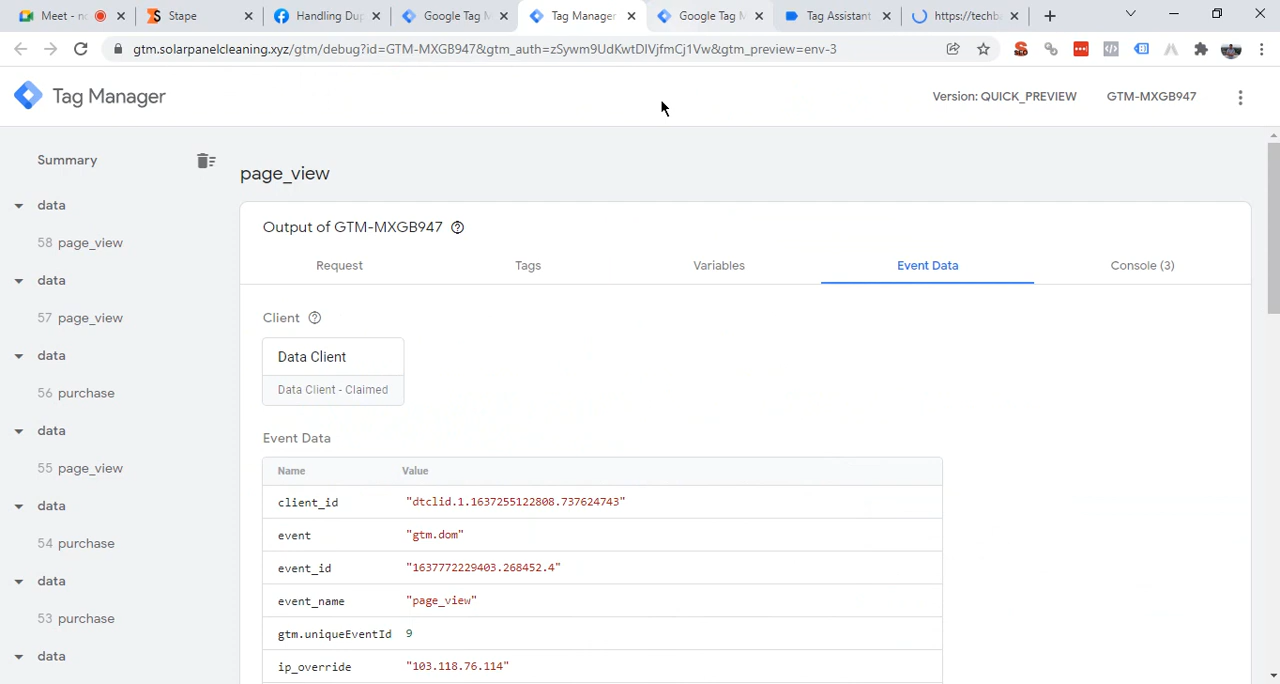 Meet - no
Stape
Handling Dup
Google Tag M
Tag Manager
Google Tag M
Tag Assistant
https://techb
gtm.solarpanelcleaning.xyz/gtm/debug?id=GTM-MXGB947&gtm_auth=zSywm9UdKwtDIVjfmCj1Vw&gtm_preview=env-3
Tag Manager
Version: QUICK_PREVIEW
GTM-MXGB947
Summary
data
58 page_view
data
57 page_view
data
56 purchase
data
55 page_view
data
54 purchase
data
53 purchase
data
page_view
Output of GTM-MXGB947
Request
Tags
Variables
Event Data
Console (3)
Client
Data Client
Data Client - Claimed
Event Data
Name Value
client_id "dtclid.1.1637255122808.737624743"
event "gtm.dom"
event_id "1637772229403.268452.4"
event_name "page_view"
gtm.uniqueEventId 9
ip_override "103.118.76.114"